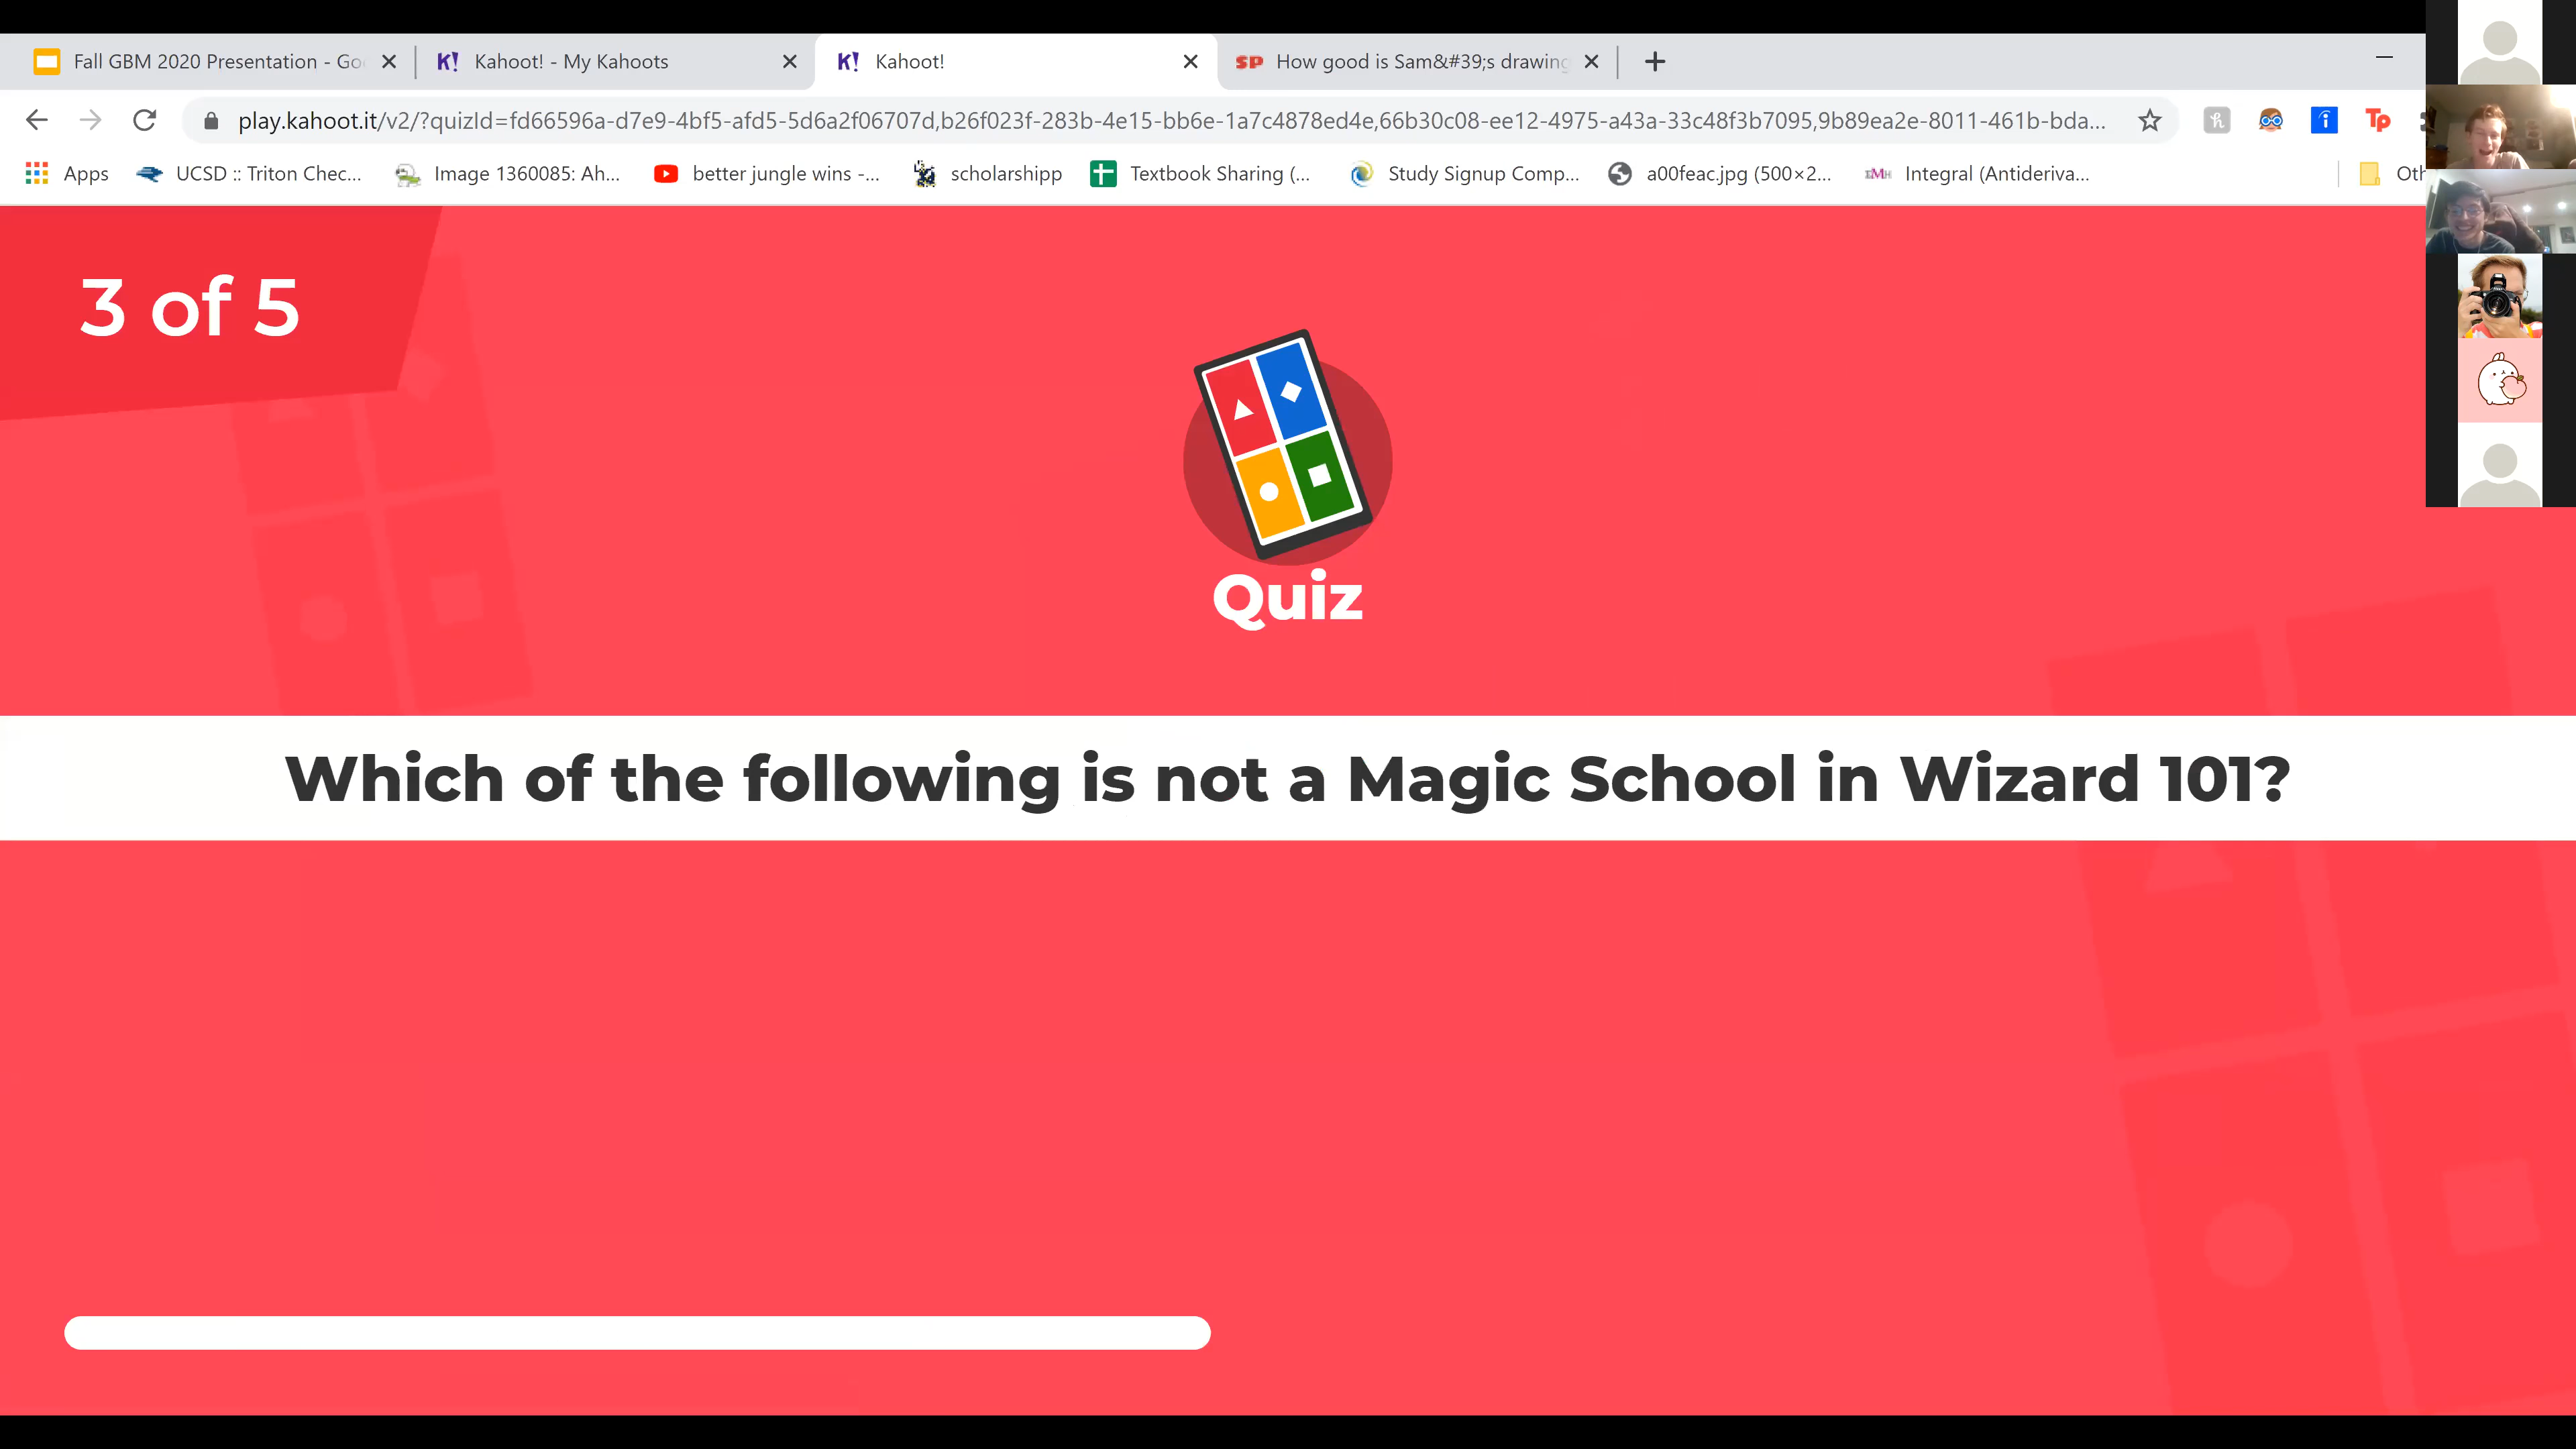 Fall GBM 2020 Presentation - Goo
K! Kahoot! - My Kahoots
K! Kahoot!
SP How good is Sam&#39;s drawing
play.kahoot.it/v2/?quizId=fd66596a-d7e9-4bf5-afd5-5d6a2f06707d,b26f023f-283b-4e15-bb6e-1a7c4878ed4e,66b30c08-ee12-4975-a43a-33c48f3b7095,9b89ea2e-8011-461b-bda...
Tp
Apps
UCSD :: Triton Chec...
Image 1360085: Ah...
better jungle wins -...
scholarshipp
Textbook Sharing (...
Study Signup Comp...
a00feac.jpg (500×2...
Integral (Antideriva...
Oth
3 of 5
Quiz
Which of the following is not a Magic School in Wizard 101?